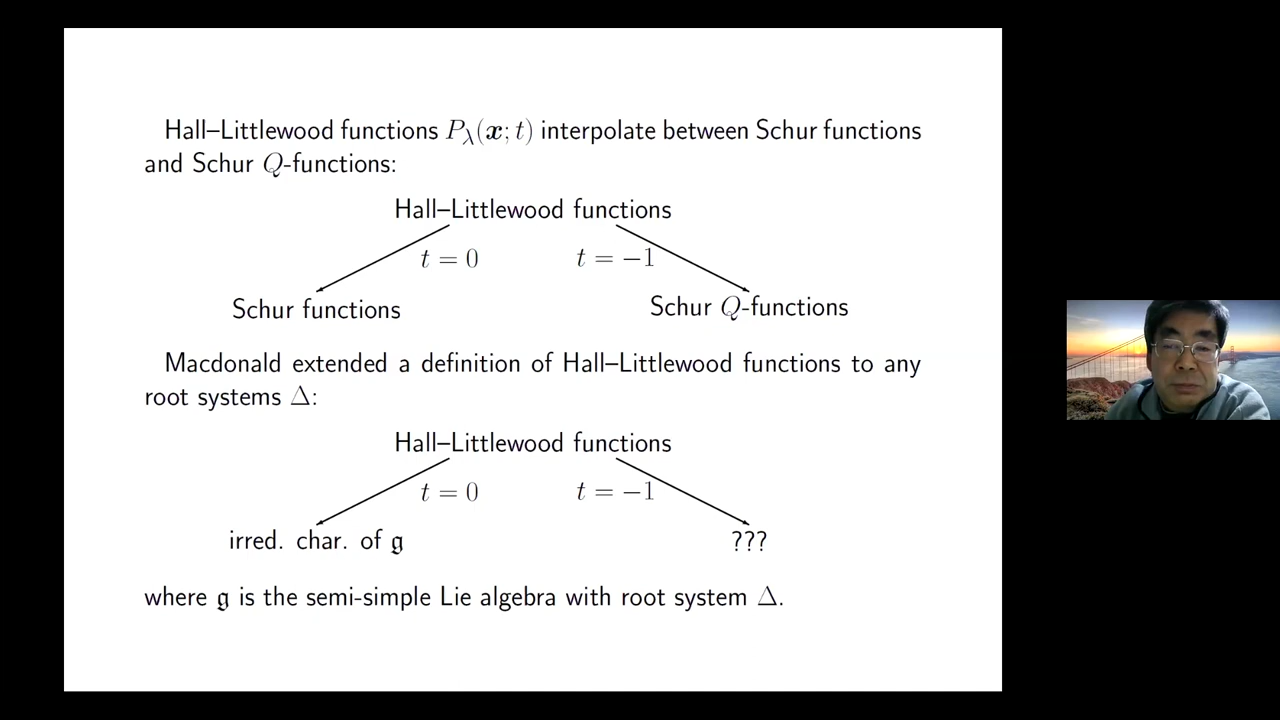 Hall–Littlewood functions P_λ(𝒙; t) interpolate between Schur functions
and Schur Q-functions:
Hall–Littlewood functions
t = 0 t = −1
Schur functions Schur Q-functions
Macdonald extended a definition of Hall–Littlewood functions to any
root systems Δ:
Hall–Littlewood functions
t = 0 t = −1
irred. char. of 𝔤 ???
where 𝔤 is the semi-simple Lie algebra with root system Δ.